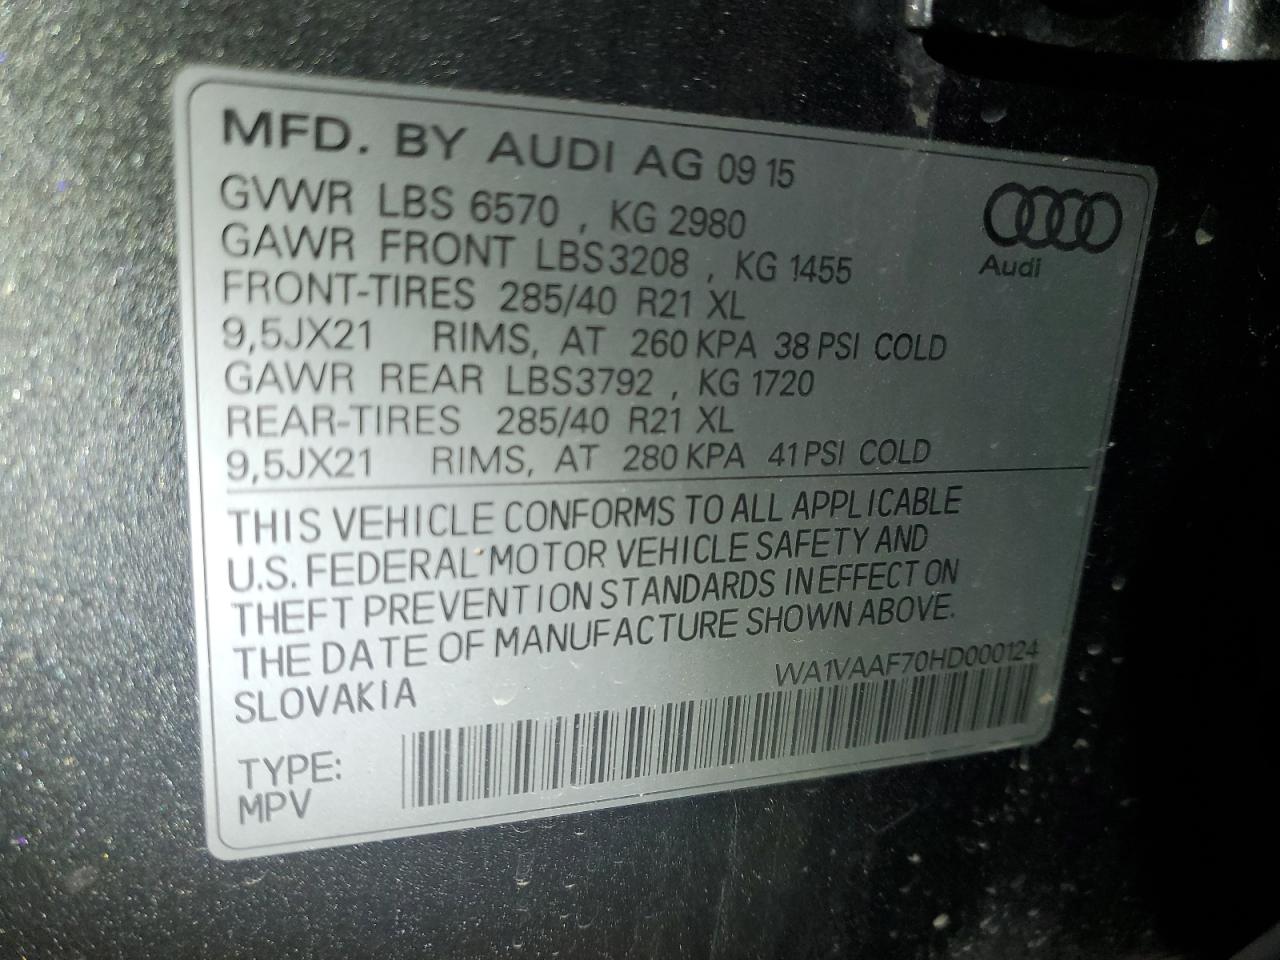 MFD. BY AUDI AG 09 15
GVWR LBS 6570 , KG 2980
GAWR FRONT LBS3208 , KG 1455
Audi
FRONT-TIRES 285/40 R21 XL
9,5JX21 RIMS, AT 260 KPA 38 PSI COLD
GAWR REAR LBS3792 , KG 1720
REAR-TIRES 285/40 R21 XL
9,5JX21 RIMS, AT 280 KPA 41 PSI COLD
THIS VEHICLE CONFORMS TO ALL APPLICABLE
U.S. FEDERAL MOTOR VEHICLE SAFETY AND
THEFT PREVENTION STANDARDS IN EFFECT ON
THE DATE OF MANUFACTURE SHOWN ABOVE.
SLOVAKIA
WA1VAAF70HD000124
TYPE:
MPV